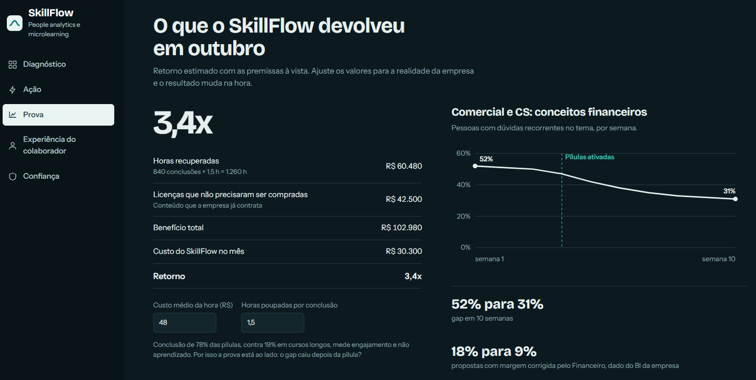 SkillFlow
People analytics e
microlearning
Diagnóstico
Ação
Prova
Experiência do
colaborador
Confiança
O que o SkillFlow devolveu
em outubro
Retorno estimado com as premissas à vista. Ajuste os valores para a realidade da empresa
e o resultado muda na hora.
3,4x
Horas recuperadas
840 conclusões × 1,5 h = 1.260 h
R$ 60.480
Licenças que não precisaram ser compradas
Conteúdo que a empresa já contrata
R$ 42.500
Benefício total
R$ 102.980
Custo do SkillFlow no mês
R$ 30.300
Retorno
3,4x
Custo médio da hora (R$)
Horas poupadas por conclusão
48
1,5
Conclusão de 78% das pílulas, contra 19% em cursos longos, mede engajamento e não
aprendizado. Por isso a prova está ao lado: o gap caiu depois da pílula?
Comercial e CS: conceitos financeiros
Pessoas com dúvidas recorrentes no tema, por semana.
60%
52%
Pílulas ativadas
40%
31%
20%
0%
semana 1
semana 10
52% para 31%
gap em 10 semanas
18% para 9%
propostas com margem corrigida pelo Financeiro, dado do BI da empresa